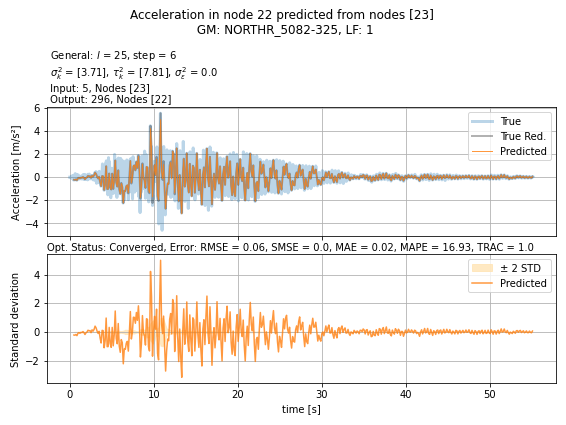 Acceleration in node 22 predicted from nodes [23]
GM: NORTHR_5082-325, LF: 1
General: l = 25, step = 6
σ²ₖ = [3.71], τ²ₖ = [7.81], σ²ε = 0.0
Input: 5, Nodes [23]
Output: 296, Nodes [22]
6
4
2
0
−2
−4
Acceleration [m/s²]
True
True Red.
Predicted
Opt. Status: Converged, Error: RMSE = 0.06, SMSE = 0.0, MAE = 0.02, MAPE = 16.93, TRAC = 1.0
4
2
0
−2
Standard deviation
± 2 STD
Predicted
0 10 20 30 40 50
time [s]